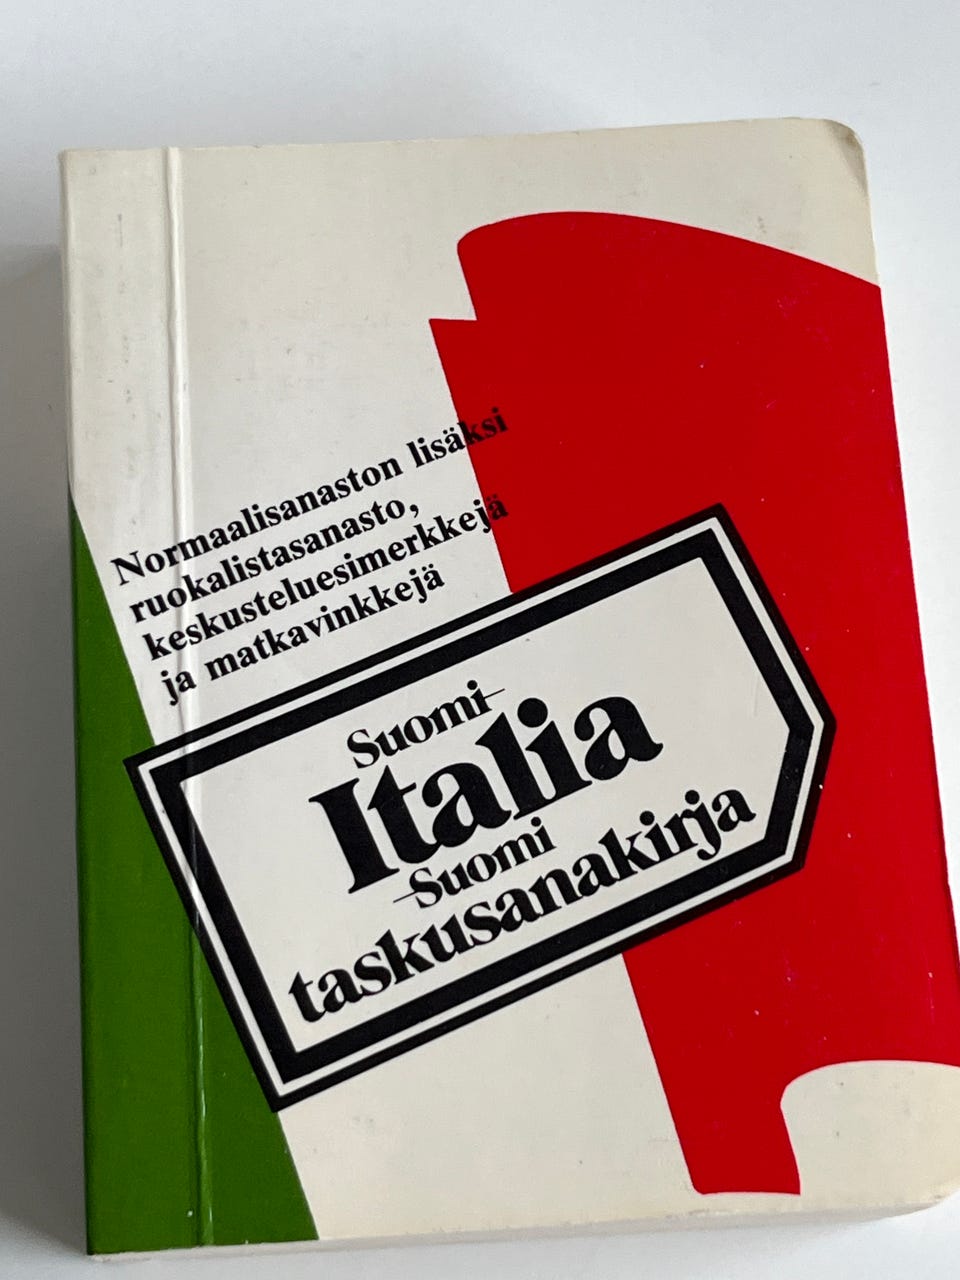 Normaalisanaston lisäksi
ruokalistasanasto,
keskusteluesimerkkejä
ja matkavinkkejä
Suomi-
Italia
-Suomi
taskusanakirja